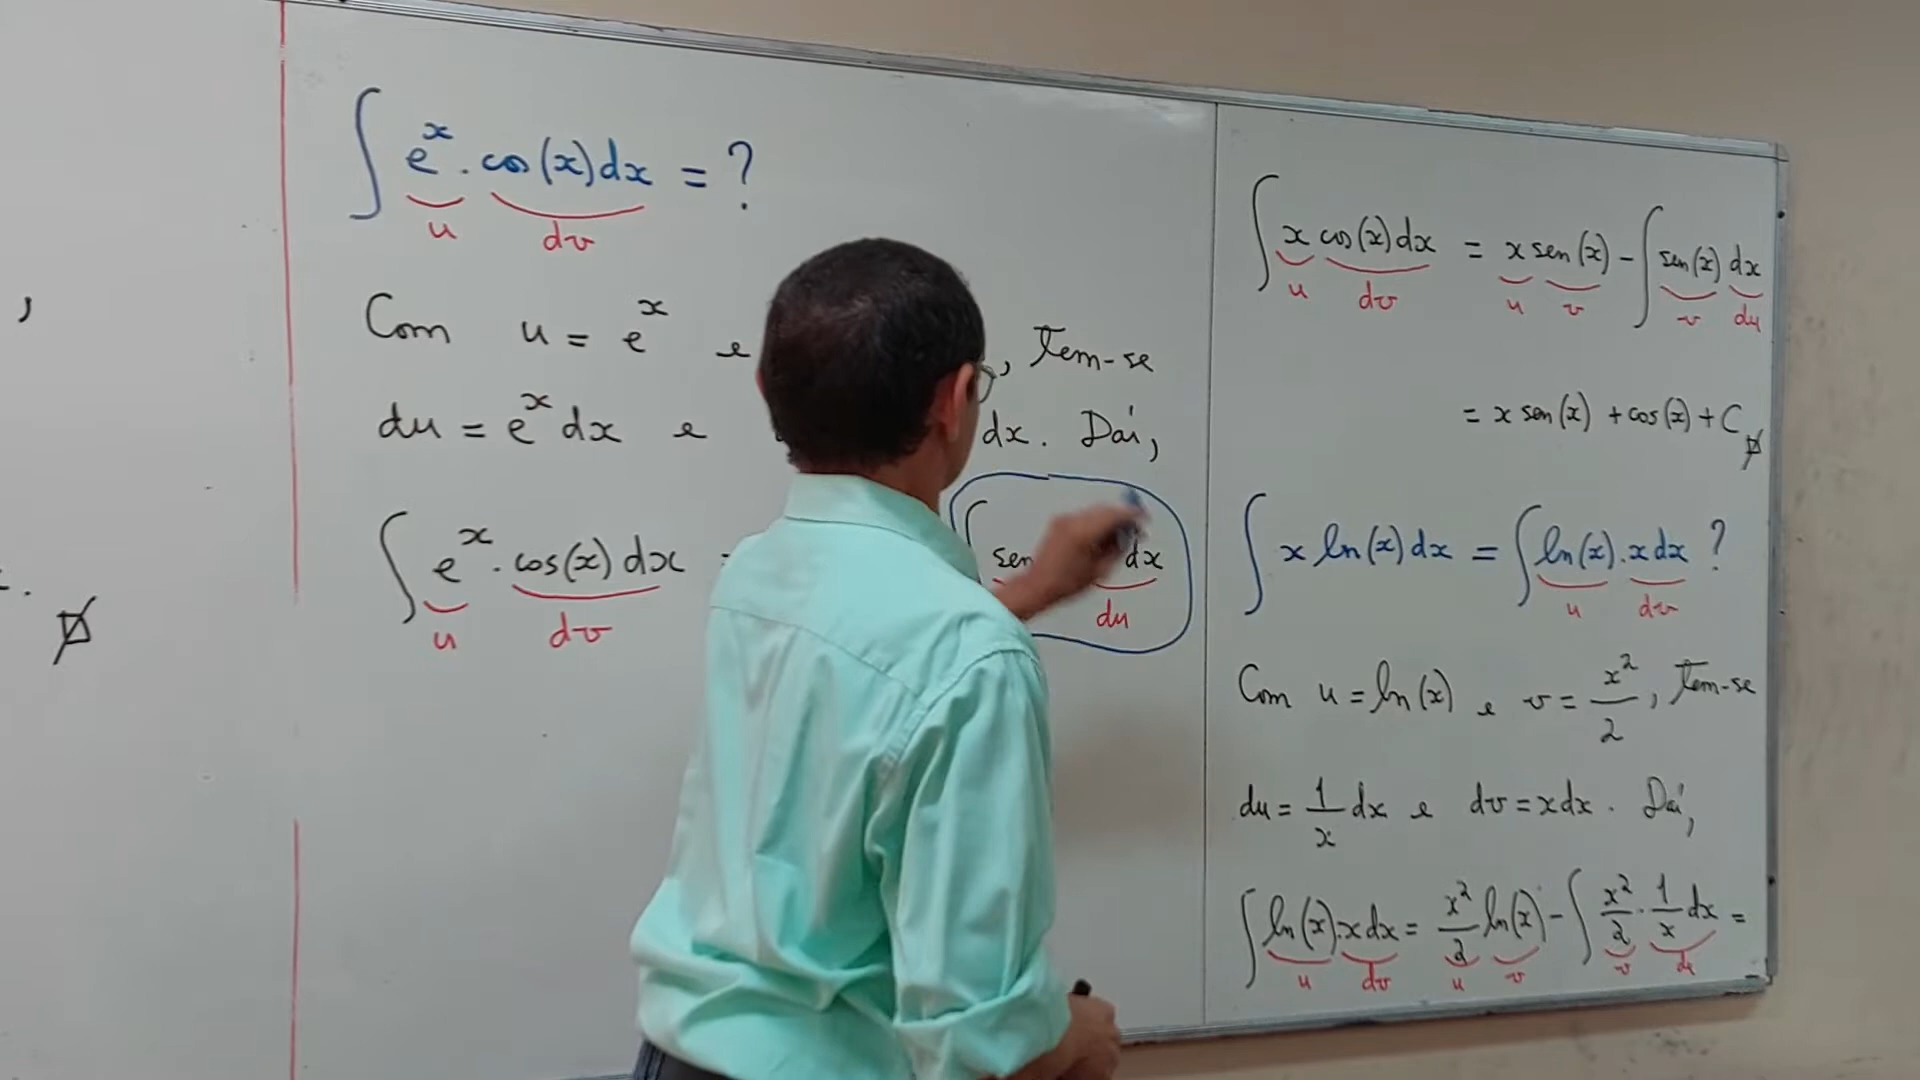 ∫ e^x . cos(x) dx = ?
u dv
Com u = e^x e , Tem-se
du = e^x dx e dx. Daí,
∫ e^x . cos(x) dx ∫ sen dx
u dv du
∫ x cos(x) dx = x sen(x) - ∫ sen(x) dx
u dv u v v du
= x sen(x) + cos(x) + C
∫ x ln(x) dx = ∫ ln(x) . x dx ?
u dv
Com u = ln(x) e v = x²/2, Tem-se
du = 1/x dx e dv = x dx. Daí,
∫ ln(x) . x dx = x²/2 ln(x) - ∫ x²/2 . 1/x dx =
u dv u v v du